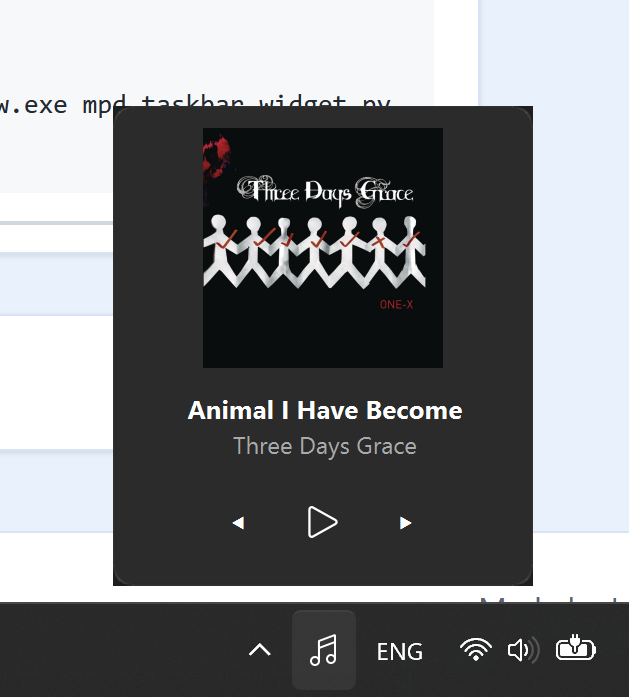 w.exe mpd_taskbar_widget.py
Three Days Grace
ONE-X
Animal I Have Become
Three Days Grace
ENG